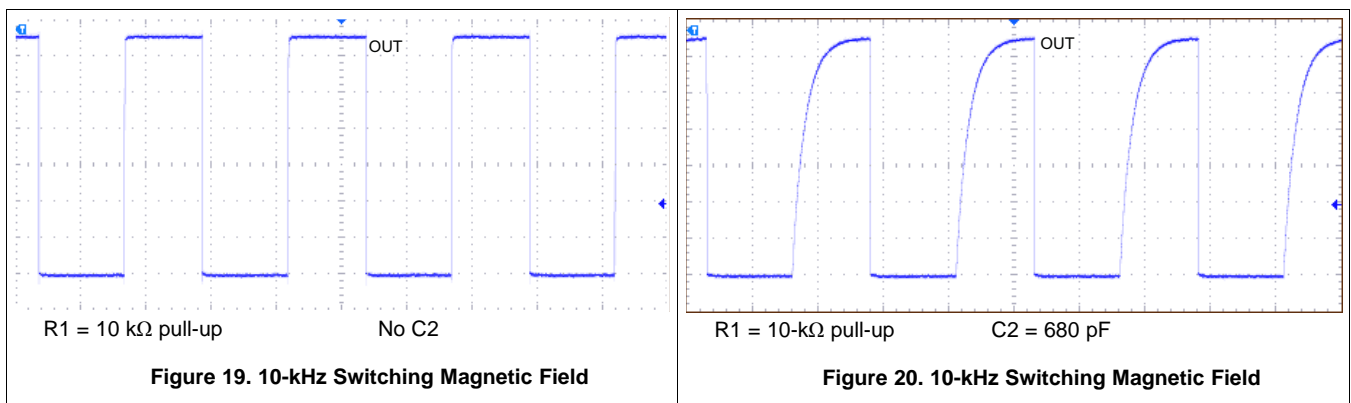 OUT
R1 = 10 kΩ pull-up No C2
Figure 19. 10-kHz Switching Magnetic Field
OUT
R1 = 10-kΩ pull-up C2 = 680 pF
Figure 20. 10-kHz Switching Magnetic Field